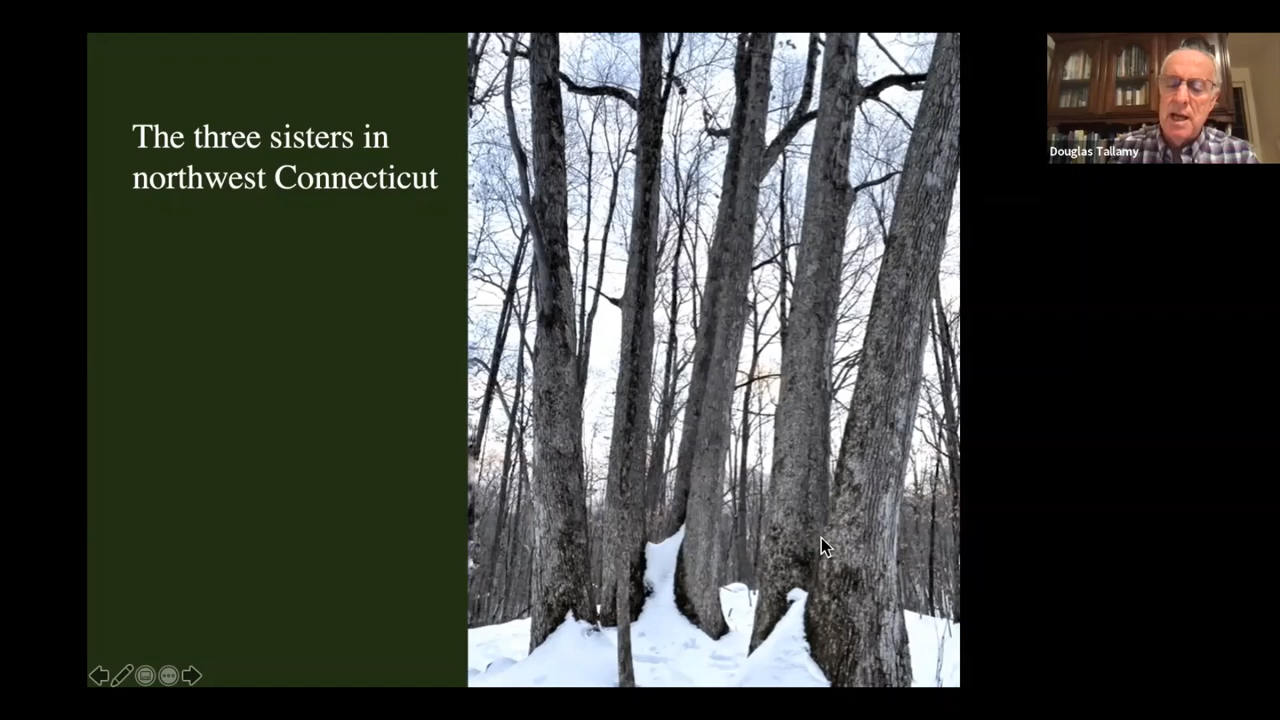 The three sisters in
northwest Connecticut
Douglas Tallamy